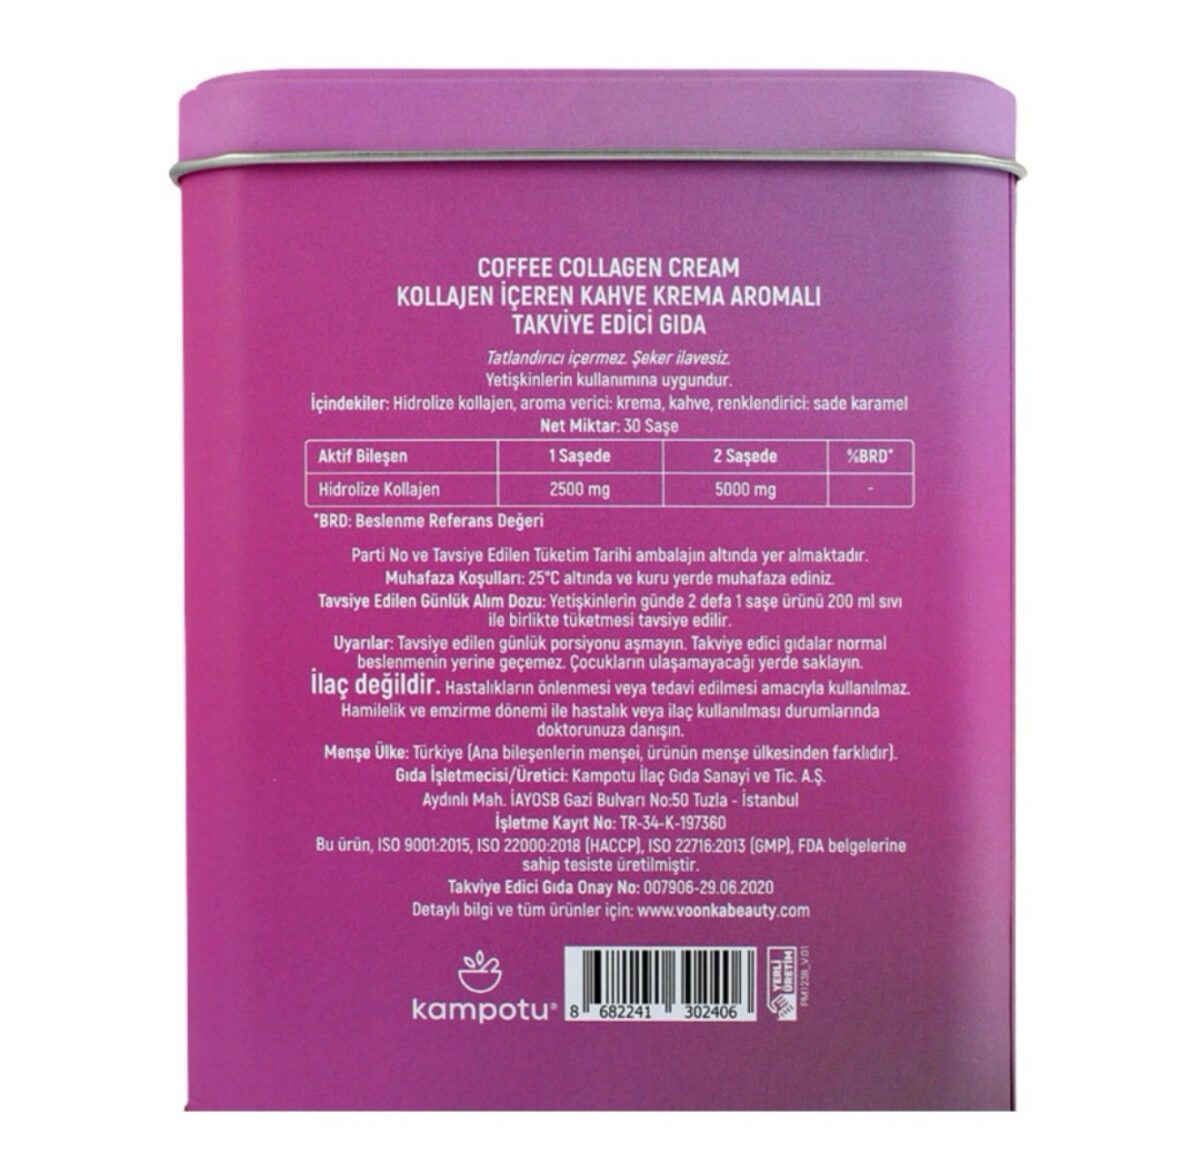 COFFEE COLLAGEN CREAM
KOLLAJEN İÇEREN KAHVE KREMA AROMALI
TAKVİYE EDİCİ GIDA
Tatlandırıcı içermez. Şeker ilavesiz.
Yetişkinlerin kullanımına uygundur.
İçindekiler: Hidrolize kollajen, aroma verici: krema, kahve, renklendirici: sade karamel
Net Miktar: 30 Saşe
Aktif Bileşen 1 Saşede 2 Saşede %BRD*
Hidrolize Kollajen 2500 mg 5000 mg -
*BRD: Beslenme Referans Değeri
Parti No ve Tavsiye Edilen Tüketim Tarihi ambalajın altında yer almaktadır.
Muhafaza Koşulları: 25°C altında ve kuru yerde muhafaza ediniz.
Tavsiye Edilen Günlük Alım Dozu: Yetişkinlerin günde 2 defa 1 saşe ürünü 200 ml sıvı
ile birlikte tüketmesi tavsiye edilir.
Uyarılar: Tavsiye edilen günlük porsiyonu aşmayın. Takviye edici gıdalar normal
beslenmenin yerine geçemez. Çocukların ulaşamayacağı yerde saklayın.
İlaç değildir. Hastalıkların önlenmesi veya tedavi edilmesi amacıyla kullanılmaz.
Hamilelik ve emzirme dönemi ile hastalık veya ilaç kullanılması durumlarında
doktorunuza danışın.
Menşe Ülke: Türkiye (Ana bileşenlerin menşei, ürünün menşe ülkesinden farklıdır).
Gıda İşletmecisi/Üretici: Kampotu İlaç Gıda Sanayi ve Tic. A.Ş.
Aydınlı Mah. İAYOSB Gazi Bulvarı No:50 Tuzla - İstanbul
İşletme Kayıt No: TR-34-K-197360
Bu ürün, ISO 9001:2015, ISO 22000:2018 (HACCP), ISO 22716:2013 (GMP), FDA belgelerine
sahip tesiste üretilmiştir.
Takviye Edici Gıda Onay No: 007906-29.06.2020
Detaylı bilgi ve tüm ürünler için: www.voonkabeauty.com
kampotu®
8 682241 302406
YERLİ
ÜRETİM
PM1238_V.01